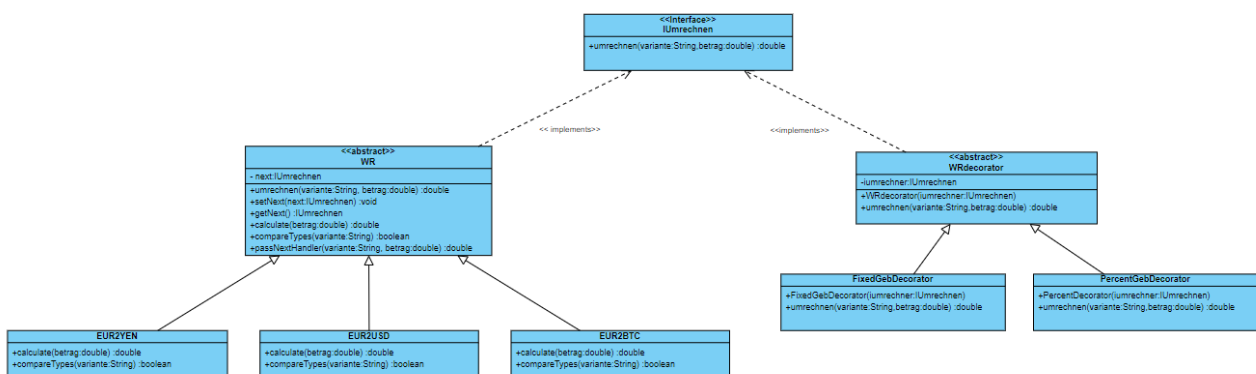 <<Interface>>
IUmrechnen
+umrechnen(variante:String,betrag:double) :double
<< implements>>
<<implements>>
<<abstract>>
WR
- next:IUmrechnen
+umrechnen(variante:String, betrag:double) :double
+setNext(next:IUmrechnen) :void
+getNext() :IUmrechnen
+calculate(betrag:double) :double
+compareTypes(variante:String) :boolean
+passNextHandler(variante:String, betrag:double) :double
<<abstract>>
WRdecorator
-iumrechner:IUmrechnen
+WRdecorator(iumrechner:IUmrechnen)
+umrechnen(variante:String,betrag:double) :double
FixedGebDecorator
+FixedGebDecorator(iumrechner:IUmrechnen)
+umrechnen(variante:String,betrag:double) :double
PercentGebDecorator
+PercentDecorator(iumrechner:IUmrechnen)
+umrechnen(variante:String,betrag:double) :double
EUR2YEN
+calculate(betrag:double) :double
+compareTypes(variante:String) :boolean
EUR2USD
+calculate(betrag:double) :double
+compareTypes(variante:String) :boolean
EUR2BTC
+calculate(betrag:double) :double
+compareTypes(variante:String) :boolean